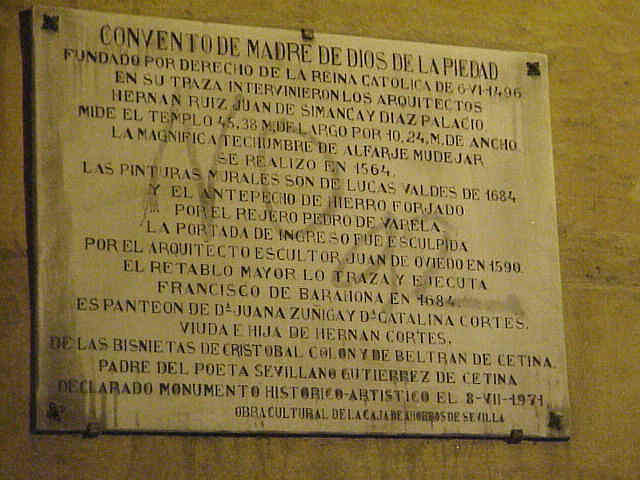 CONVENTO DE MADRE DE DIOS DE LA PIEDAD
FUNDADO POR DERECHO DE LA REINA CATOLICA DE 6-VI-1496
EN SU TRAZA INTERVINIERON LOS ARQUITECTOS
HERNAN RUIZ, JUAN DE SIMANCA Y DIAZ PALACIO.
MIDE EL TEMPLO 45,38 M. DE LARGO POR 10,24, M. DE ANCHO.
LA MAGNIFICA TECHUMBRE DE ALFARJE MUDEJAR
SE REALIZO EN 1564.
LAS PINTURAS MURALES SON DE LUCAS VALDES DE 1684
Y EL ANTEPECHO DE HIERRO FORJADO
POR EL REJERO PEDRO DE VARELA.
LA PORTADA DE INGRESO FUE ESCULPIDA
POR EL ARQUITECTO ESCULTOR JUAN DE OVIEDO EN 1590.
EL RETABLO MAYOR LO TRAZA Y EJECUTA
FRANCISCO DE BARAHONA EN 1684.
ES PANTEON DE Dª JUANA ZUÑIGA Y Dª CATALINA CORTES.
VIUDA E HIJA DE HERNAN CORTES.
DE LAS BISNIETAS DE CRISTOBAL COLON Y DE BELTRAN DE CETINA.
PADRE DEL POETA SEVILLANO GUTIERREZ DE CETINA
DECLARADO MONUMENTO HISTORICO-ARTISTICO EL 8-VII-1971
OBRA CULTURAL DE LA CAJA DE AHORROS DE SEVILLA